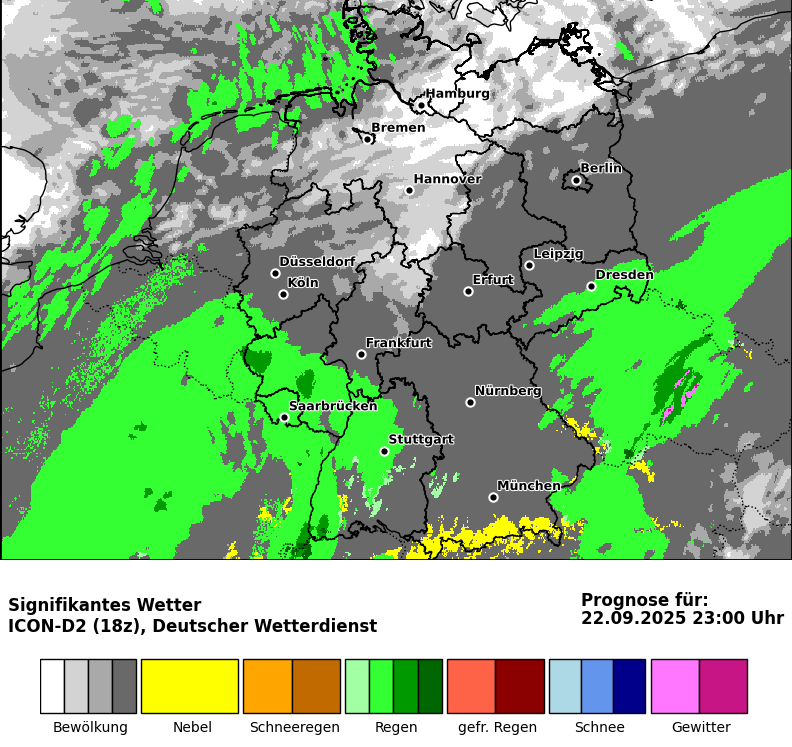 Hamburg
Bremen
Berlin
Hannover
Leipzig
Düsseldorf
Dresden
Köln
Erfurt
Frankfurt
Nürnberg
Saarbrücken
Stuttgart
München
Signifikantes Wetter
ICON-D2 (18z), Deutscher Wetterdienst
Prognose für:
22.09.2025 23:00 Uhr
Bewölkung Nebel Schneeregen Regen gefr. Regen Schnee Gewitter